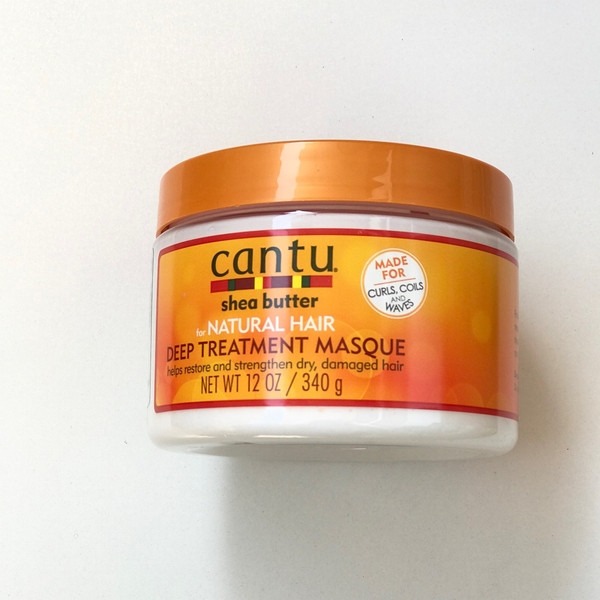 cantu.
shea butter
for NATURAL HAIR
DEEP TREATMENT MASQUE
helps restore and strengthen dry, damaged hair
NET WT 12 OZ / 340 g
MADE
FOR
CURLS, COILS
AND
WAVES